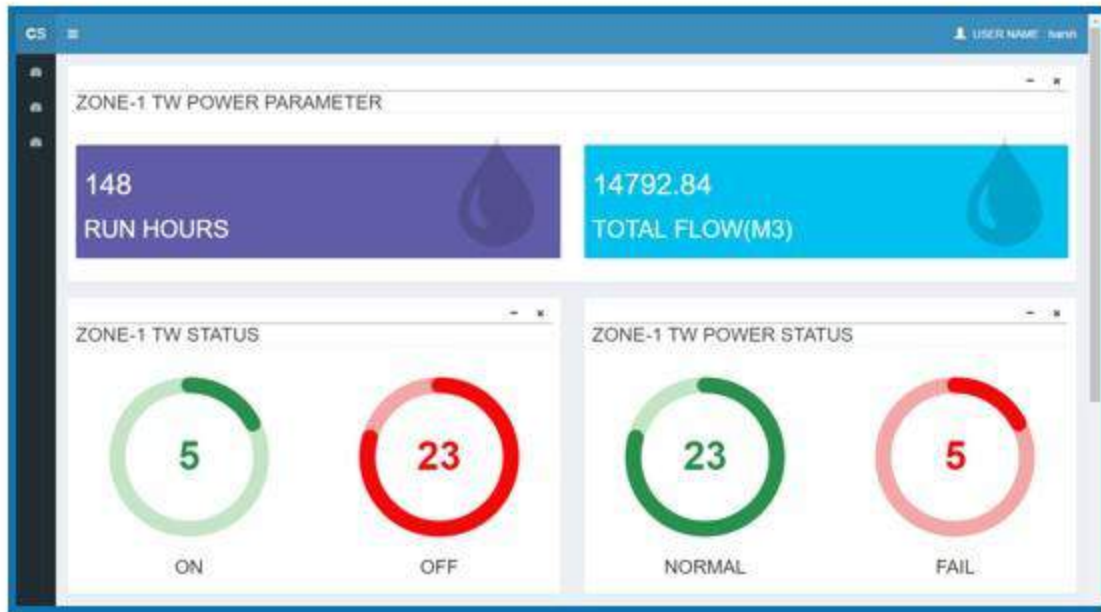 CS
USER NAME :
ZONE-1 TW POWER PARAMETER
148
RUN HOURS
14792.84
TOTAL FLOW(M3)
ZONE-1 TW STATUS
5
ON
23
OFF
ZONE-1 TW POWER STATUS
23
NORMAL
5
FAIL